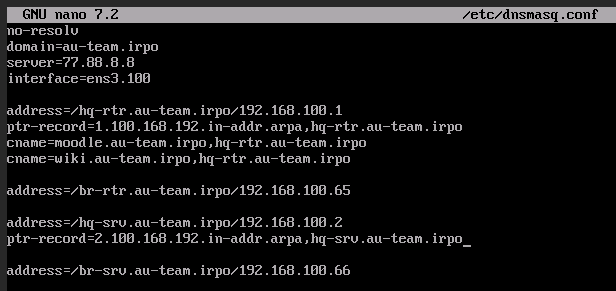 GNU nano 7.2 /etc/dnsmasq.conf
no-resolv
domain=au-team.irpo
server=77.88.8.8
interface=ens3.100
address=/hq-rtr.au-team.irpo/192.168.100.1
ptr-record=1.100.168.192.in-addr.arpa,hq-rtr.au-team.irpo
cname=moodle.au-team.irpo,hq-rtr.au-team.irpo
cname=wiki.au-team.irpo,hq-rtr.au-team.irpo
address=/br-rtr.au-team.irpo/192.168.100.65
address=/hq-srv.au-team.irpo/192.168.100.2
ptr-record=2.100.168.192.in-addr.arpa,hq-srv.au-team.irpo
address=/br-srv.au-team.irpo/192.168.100.66